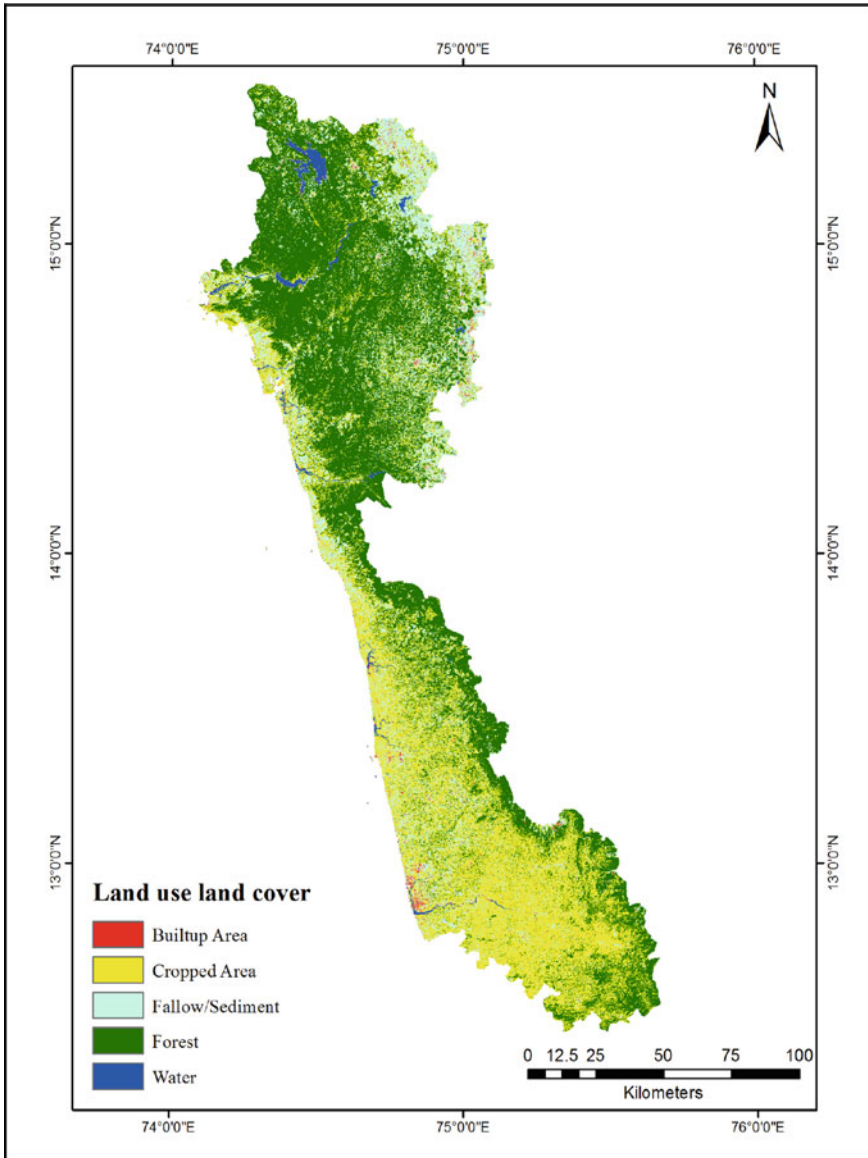 74°0'0"E 75°0'0"E 76°0'0"E
N
15°0'0"N 15°0'0"N
14°0'0"N 14°0'0"N
13°0'0"N 13°0'0"N
Land use land cover
Builtup Area
Cropped Area
Fallow/Sediment
Forest
Water
0 12.5 25 50 75 100
Kilometers
74°0'0"E 75°0'0"E 76°0'0"E